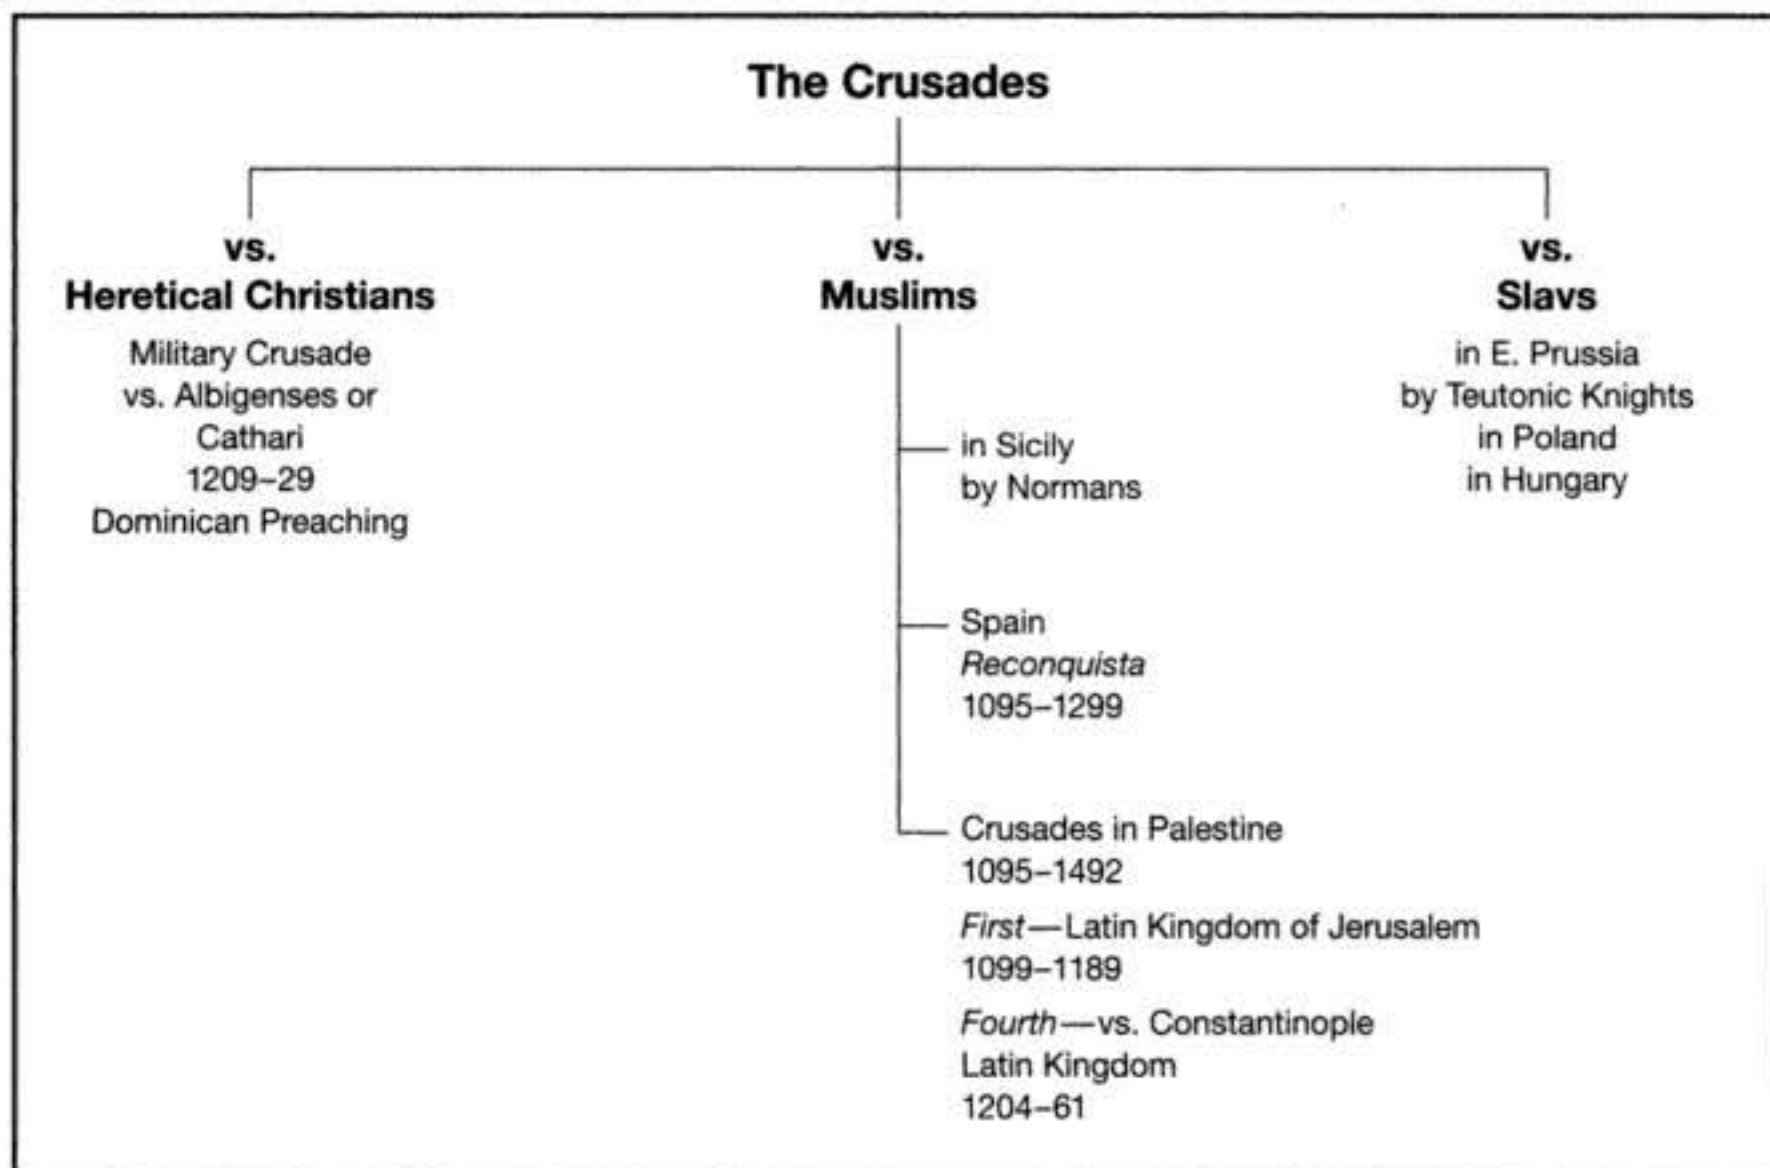 The Crusades
vs.
Heretical Christians
Military Crusade
vs. Albigenses or
Cathari
1209–29
Dominican Preaching
vs.
Muslims
in Sicily
by Normans
Spain
Reconquista
1095–1299
Crusades in Palestine
1095–1492
First—Latin Kingdom of Jerusalem
1099–1189
Fourth—vs. Constantinople
Latin Kingdom
1204–61
vs.
Slavs
in E. Prussia
by Teutonic Knights
in Poland
in Hungary